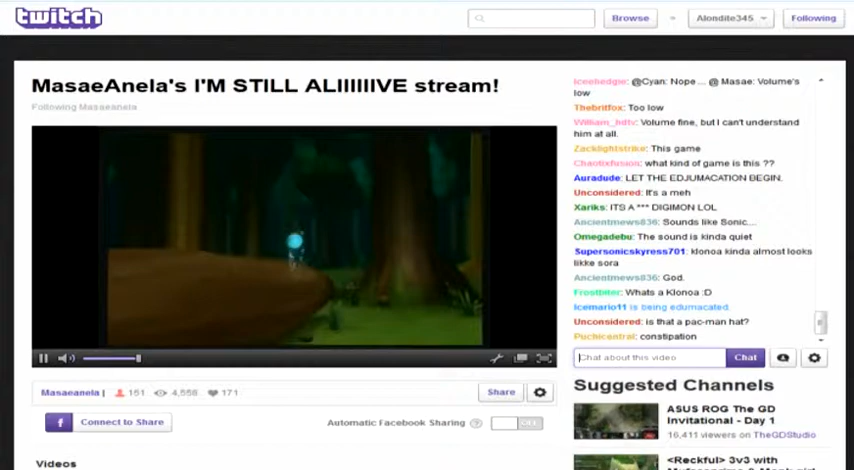 twitch
Browse
Alondite345
Following
MasaeAnela's I'M STILL ALIIIIIIVE stream!
Following Masaeanela
Iceeliedgie: @Cyan: Nope... @ Masae: Volume's
low
Thebritfox: Too low
William_hiltv: Volume fine, but I can't understand
him at all.
Zacklightstrike: This game
Chaotixfusion: what kind of game is this ??
Auradude: LET THE EDJUMACATION BEGIN.
Unconsidered: It's a meh
Xariks: ITS A *** DIGIMON LOL
Ancientmews836: Sounds like Sonic....
Omegadebu: The sound is kinda quiet
Supersonicskyress701: klonoa kinda almost looks
likke sora
Ancientmews836: God.
Frostbiter: Whats a Klonoa :D
Icemario11 is being edumacated.
Unconsidered: is that a pac-man hat?
Puchicentral: constipation
Chat about this video
Chat
Masaeanela |
151
4,558
171
Share
f Connect to Share
Automatic Facebook Sharing
OFF
Videos
Suggested Channels
ASUS ROG The GD
Invitational - Day 1
16,411 viewers on TheGDStudio
<Reckful> 3v3 with